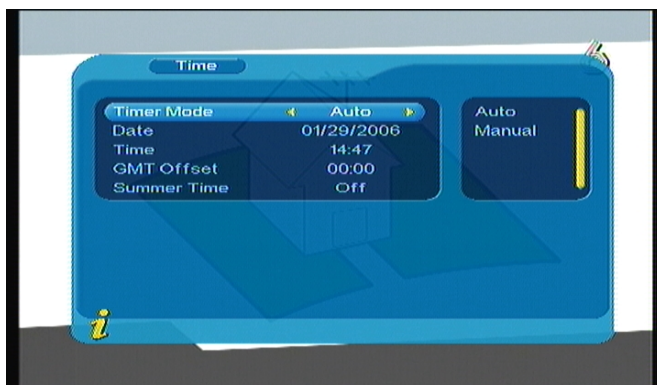 Time
Timer Mode Auto
Date 01/29/2006
Time 14:47
GMT Offset 00:00
Summer Time Off
Auto
Manual